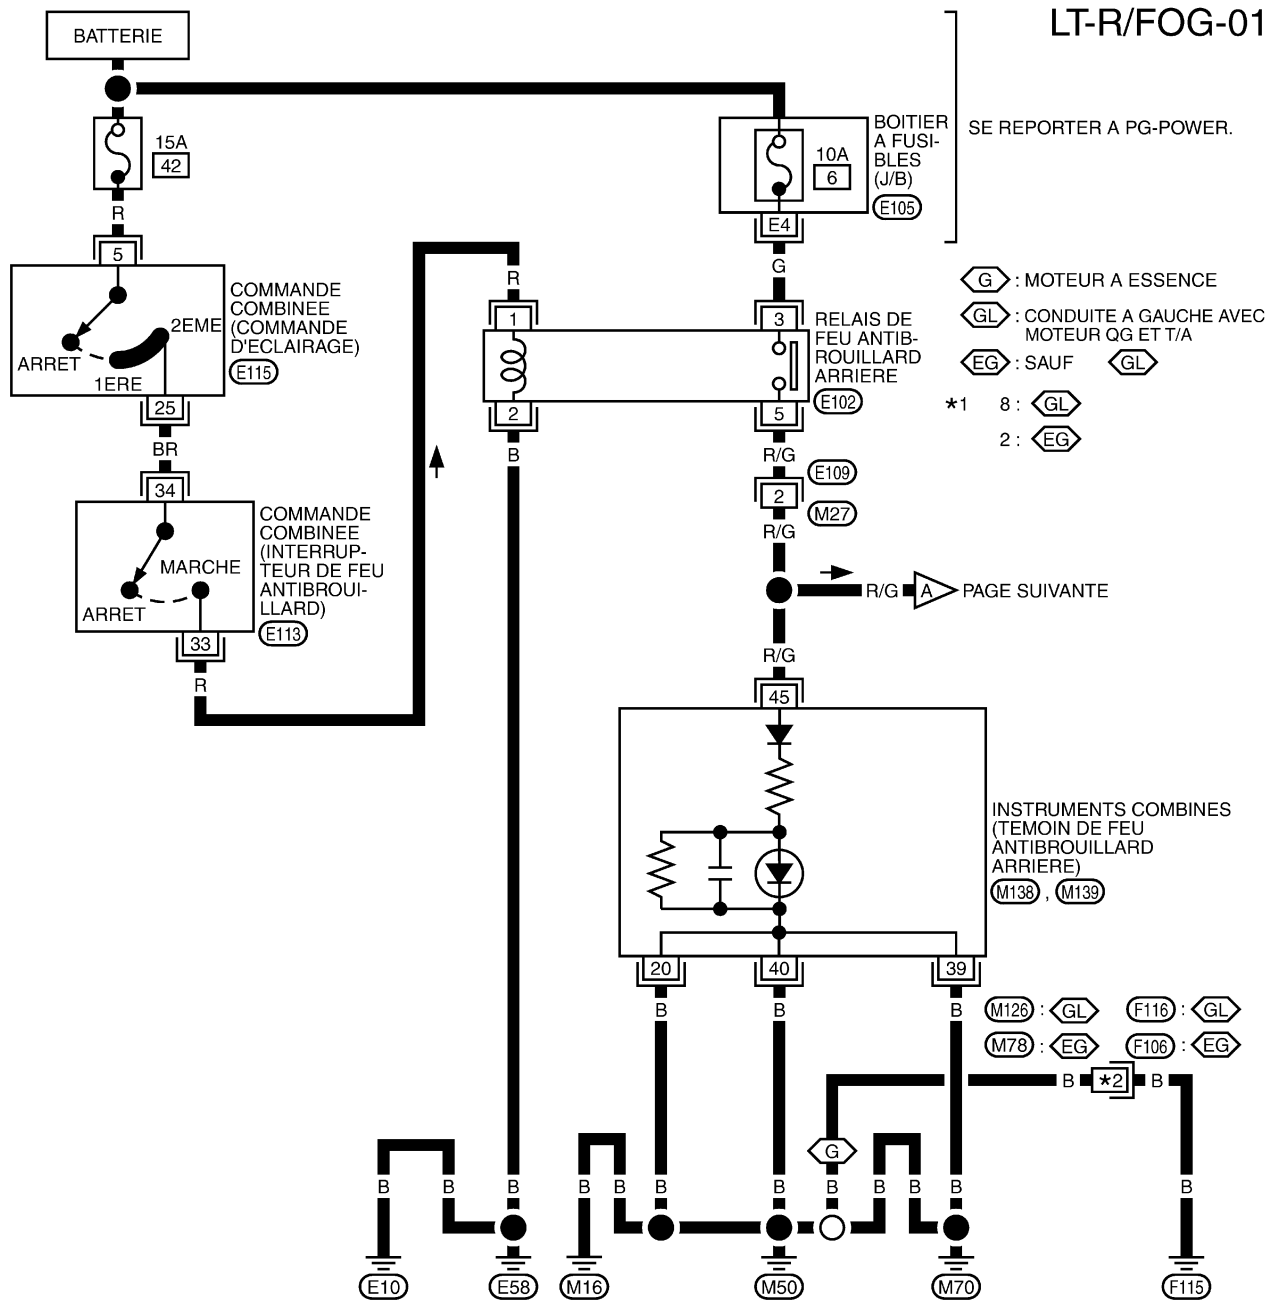 LT-R/FOG-01
BATTERIE
15A
42
R
5
COMMANDE
COMBINEE
(COMMANDE
D'ECLAIRAGE)
E115
ARRET
1ERE
2EME
25
BR
34
COMMANDE
COMBINEE
(INTERRUP-
TEUR DE FEU
ANTIBROUI-
LLARD)
E113
MARCHE
ARRET
33
R
BOITIER
A FUSI-
BLES
(J/B)
E105
10A
6
E4
G
SE REPORTER A PG-POWER.
R
1
2
B
3
5
RELAIS DE
FEU ANTIB-
ROUILLARD
ARRIERE
E102
G : MOTEUR A ESSENCE
GL : CONDUITE A GAUCHE AVEC
MOTEUR QG ET T/A
EG : SAUF GL
*1 8 : GL
2 : EG
R/G
E109
2
M27
R/G
R/G A PAGE SUIVANTE
R/G
45
INSTRUMENTS COMBINES
(TEMOIN DE FEU
ANTIBROUILLARD
ARRIERE)
M138 , M139
20 40 39
B B B
M126 : GL F116 : GL
M78 : EG F106 : EG
B *2 B
G
B B B B B B B B B B B
E10 E58 M16 M50 M70 F115